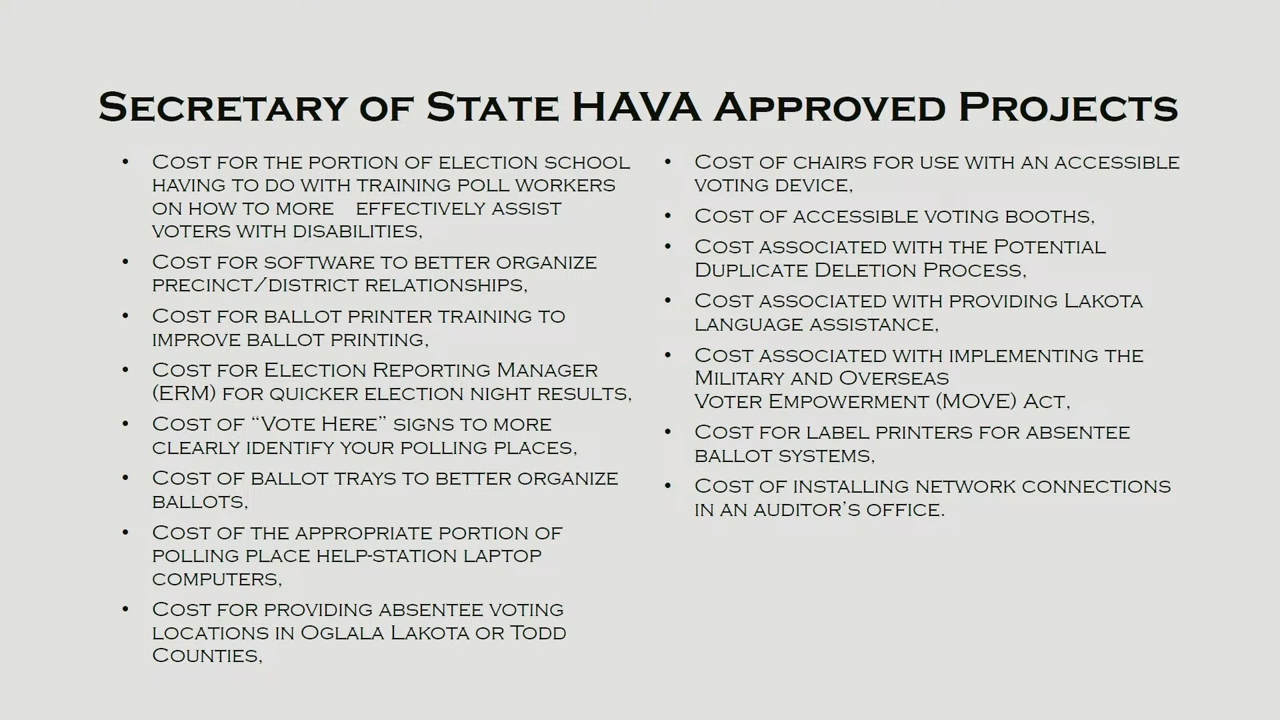 Secretary of State HAVA Approved Projects
• Cost for the portion of election school
having to do with training poll workers
on how to more effectively assist
voters with disabilities,
• Cost for software to better organize
precinct/district relationships,
• Cost for ballot printer training to
improve ballot printing,
• Cost for Election Reporting Manager
(ERM) for quicker election night results,
• Cost of “Vote Here” signs to more
clearly identify your polling places,
• Cost of ballot trays to better organize
ballots,
• Cost of the appropriate portion of
polling place help-station laptop
computers,
• Cost for providing absentee voting
locations in Oglala Lakota or Todd
Counties,
• Cost of chairs for use with an accessible
voting device,
• Cost of accessible voting booths,
• Cost associated with the Potential
Duplicate Deletion Process,
• Cost associated with providing Lakota
language assistance,
• Cost associated with implementing the
Military and Overseas
Voter Empowerment (MOVE) Act,
• Cost for label printers for absentee
ballot systems,
• Cost of installing network connections
in an auditor’s office.